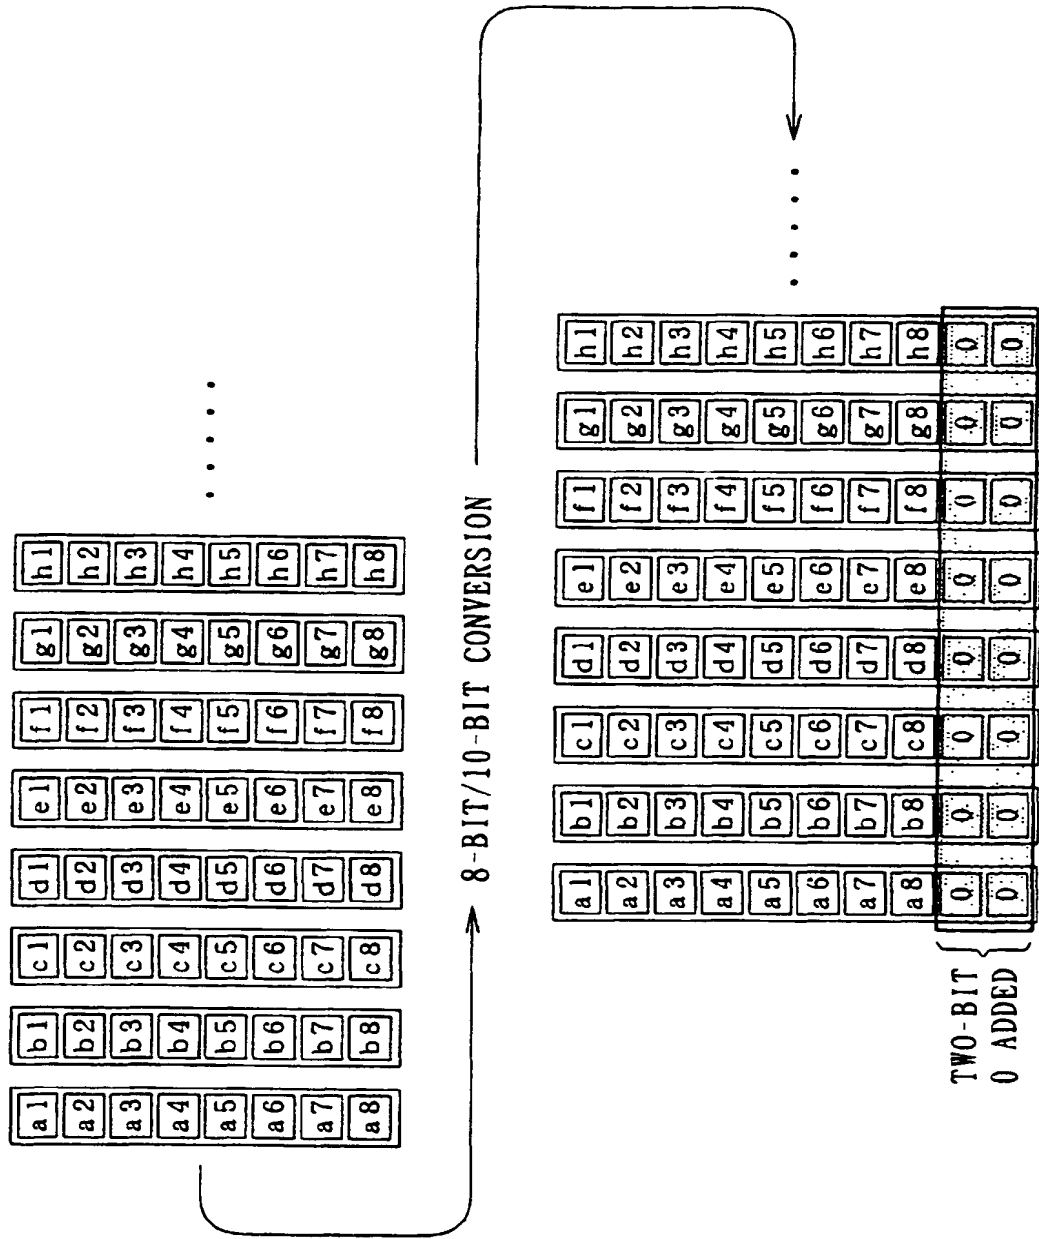 a1 b1 c1 d1 e1 f1 g1 h1
a2 b2 c2 d2 e2 f2 g2 h2
a3 b3 c3 d3 e3 f3 g3 h3
a4 b4 c4 d4 e4 f4 g4 h4
a5 b5 c5 d5 e5 f5 g5 h5
a6 b6 c6 d6 e6 f6 g6 h6
a7 b7 c7 d7 e7 f7 g7 h7
a8 b8 c8 d8 e8 f8 g8 h8
8-BIT/10-BIT CONVERSION
a1 b1 c1 d1 e1 f1 g1 h1
a2 b2 c2 d2 e2 f2 g2 h2
a3 b3 c3 d3 e3 f3 g3 h3
a4 b4 c4 d4 e4 f4 g4 h4
a5 b5 c5 d5 e5 f5 g5 h5
a6 b6 c6 d6 e6 f6 g6 h6
a7 b7 c7 d7 e7 f7 g7 h7
a8 b8 c8 d8 e8 f8 g8 h8
TWO-BIT
0 ADDED
0 0 0 0 0 0 0 0
0 0 0 0 0 0 0 0